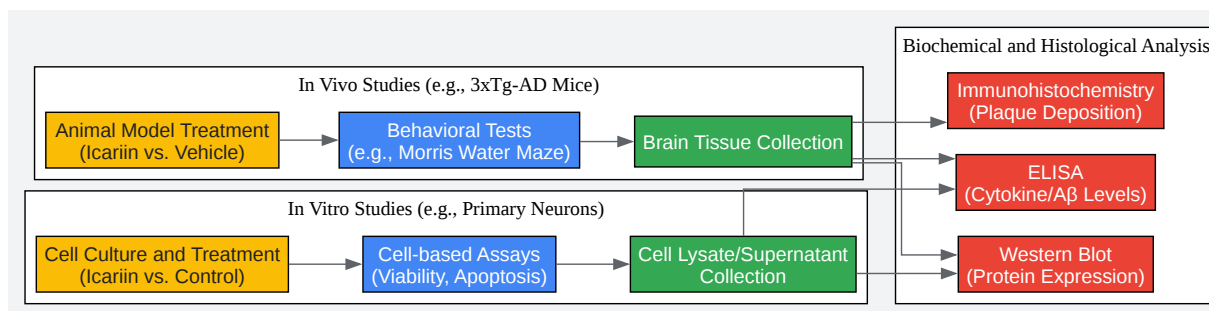 Biochemical and Histological Analysis
In Vivo Studies (e.g., 3xTg-AD Mice)
Animal Model Treatment
(Icariin vs. Vehicle)
Behavioral Tests
(e.g., Morris Water Maze)
Brain Tissue Collection
Immunohistochemistry
(Plaque Deposition)
ELISA
(Cytokine/Aβ Levels)
In Vitro Studies (e.g., Primary Neurons)
Cell Culture and Treatment
(Icariin vs. Control)
Cell-based Assays
(Viability, Apoptosis)
Cell Lysate/Supernatant
Collection
Western Blot
(Protein Expression)